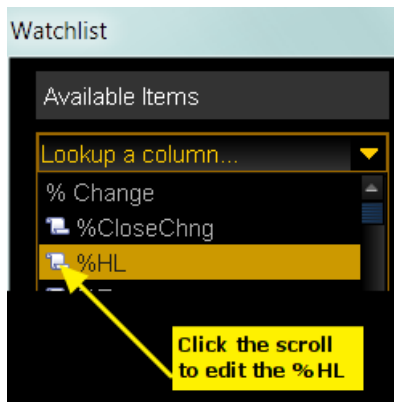 Watchlist
Available Items
Lookup a column...
% Change
%CloseChng
%HL
Click the scroll
to edit the %HL